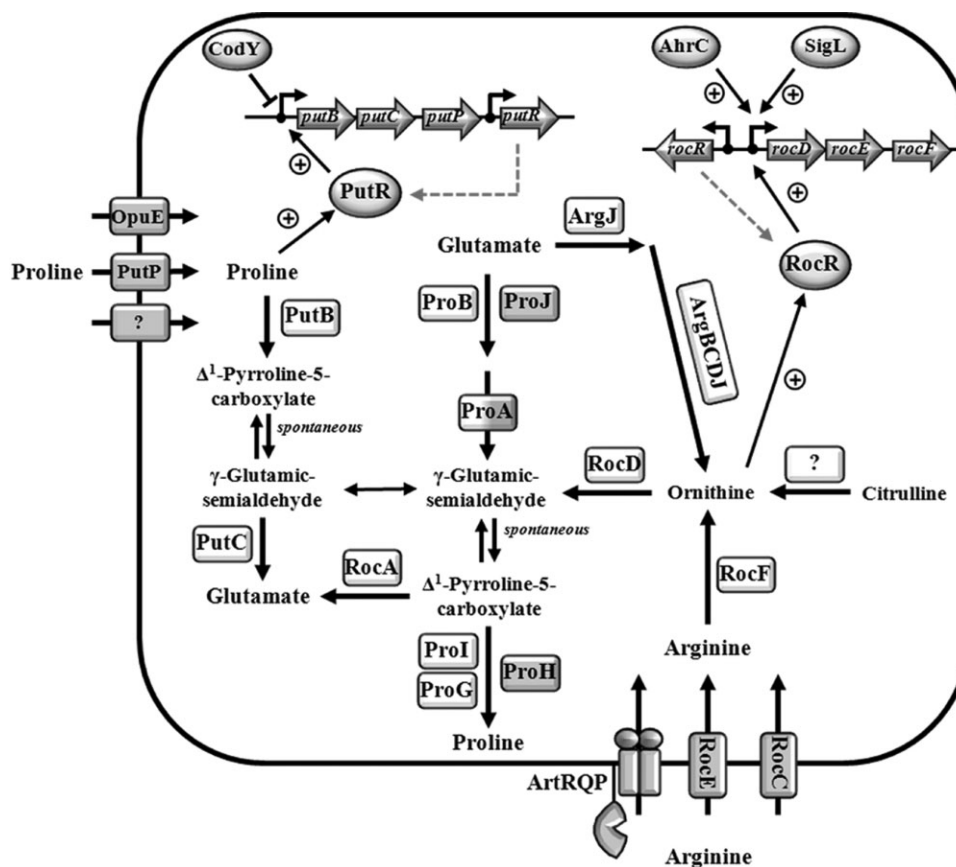 CodY
putB putC putP putR
PutR
AhrC
SigL
rocR rocD rocE rocF
RocR
OpuE
Proline
PutP
?
Proline
PutB
Δ¹-Pyrroline-5-
carboxylate
spontaneous
γ-Glutamic-
semialdehyde
PutC
Glutamate
Glutamate
ArgJ
ProB
ProJ
ArgBCDJ
ProA
γ-Glutamic-
semialdehyde
spontaneous
RocD
Ornithine
?
Citrulline
RocA
Δ¹-Pyrroline-5-
carboxylate
ProI
ProG
ProH
Proline
RocF
Arginine
ArtRQP
RocE
RocC
Arginine